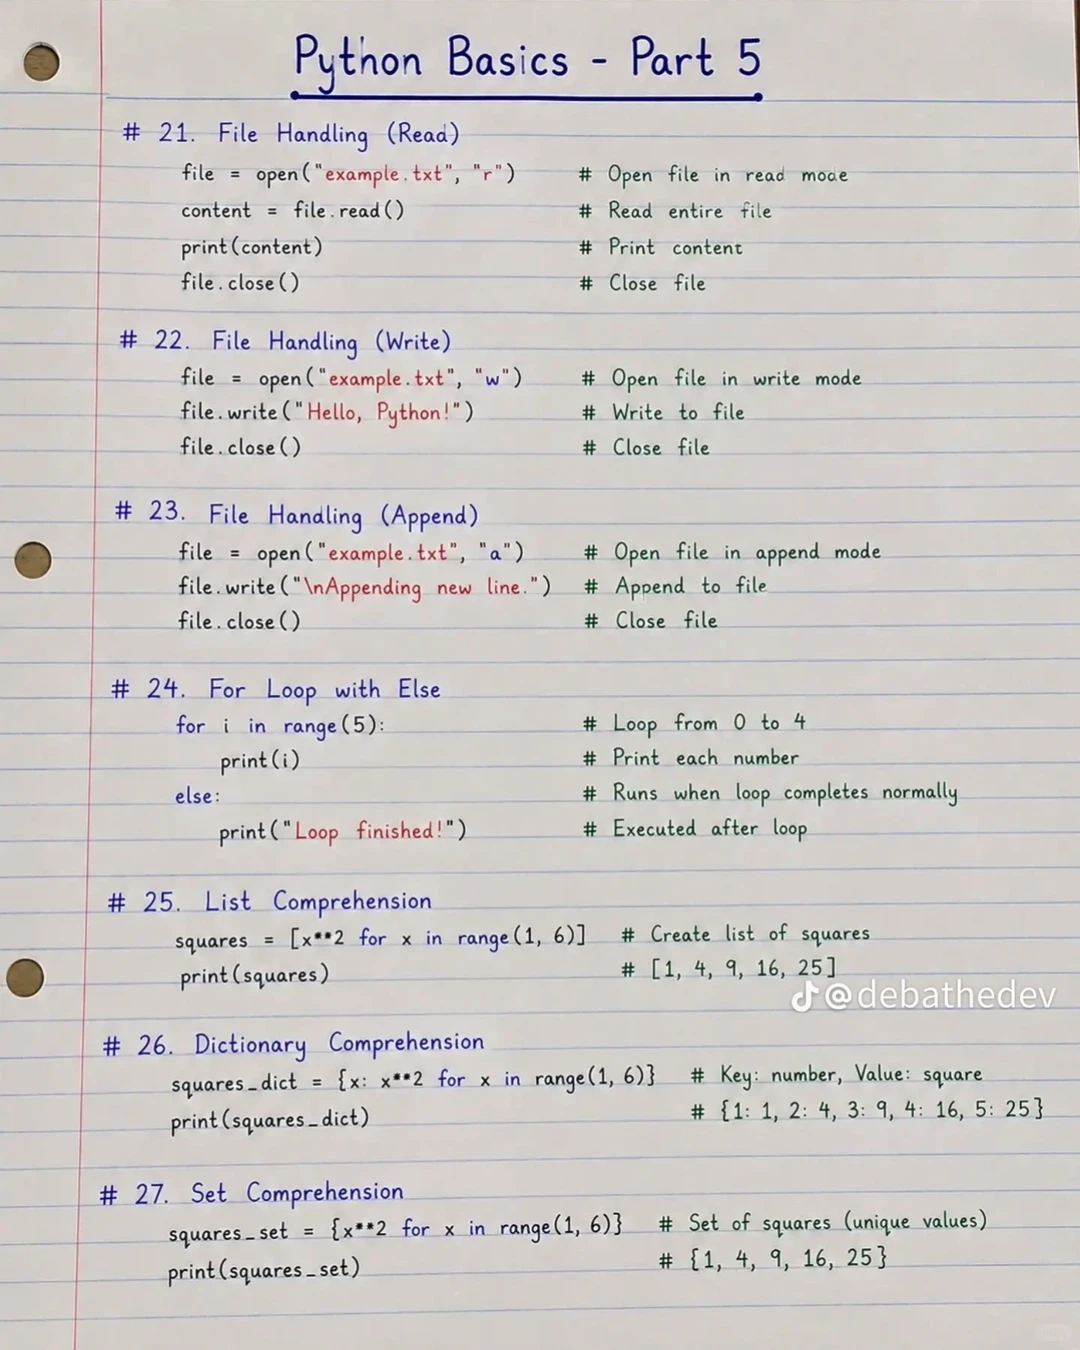 Python Basics - Part 5
# 21. File Handling (Read)
file = open("example.txt", "r") # Open file in read mode
content = file.read() # Read entire file
print(content) # Print content
file.close() # Close file
# 22. File Handling (Write)
file = open("example.txt", "w") # Open file in write mode
file.write("Hello, Python!") # Write to file
file.close() # Close file
# 23. File Handling (Append)
file = open("example.txt", "a") # Open file in append mode
file.write("\nAppending new line.") # Append to file
file.close() # Close file
# 24. For Loop with Else
for i in range(5): # Loop from 0 to 4
print(i) # Print each number
else: # Runs when loop completes normally
print("Loop finished!") # Executed after loop
# 25. List Comprehension
squares = [x**2 for x in range(1, 6)] # Create list of squares
print(squares) # [1, 4, 9, 16, 25]
@debathedev
# 26. Dictionary Comprehension
squares_dict = {x: x**2 for x in range(1, 6)} # Key: number, Value: square
print(squares_dict) # {1: 1, 2: 4, 3: 9, 4: 16, 5: 25}
# 27. Set Comprehension
squares_set = {x**2 for x in range(1, 6)} # Set of squares (unique values)
print(squares_set) # {1, 4, 9, 16, 25}